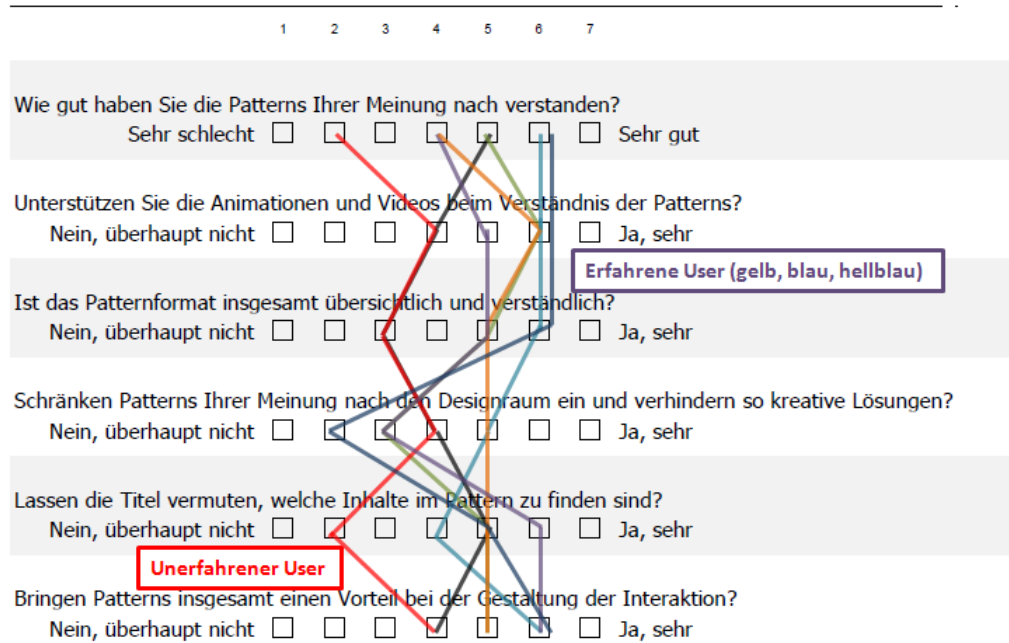 1 2 3 4 5 6 7
Wie gut haben Sie die Patterns Ihrer Meinung nach verstanden?
Sehr schlecht Sehr gut
Unterstützen Sie die Animationen und Videos beim Verständnis der Patterns?
Nein, überhaupt nicht Ja, sehr
Erfahrene User (gelb, blau, hellblau)
Ist das Patternformat insgesamt übersichtlich und verständlich?
Nein, überhaupt nicht Ja, sehr
Schränken Patterns Ihrer Meinung nach den Designraum ein und verhindern so kreative Lösungen?
Nein, überhaupt nicht Ja, sehr
Lassen die Titel vermuten, welche Inhalte im Pattern zu finden sind?
Nein, überhaupt nicht Ja, sehr
Unerfahrener User
Bringen Patterns insgesamt einen Vorteil bei der Gestaltung der Interaktion?
Nein, überhaupt nicht Ja, sehr